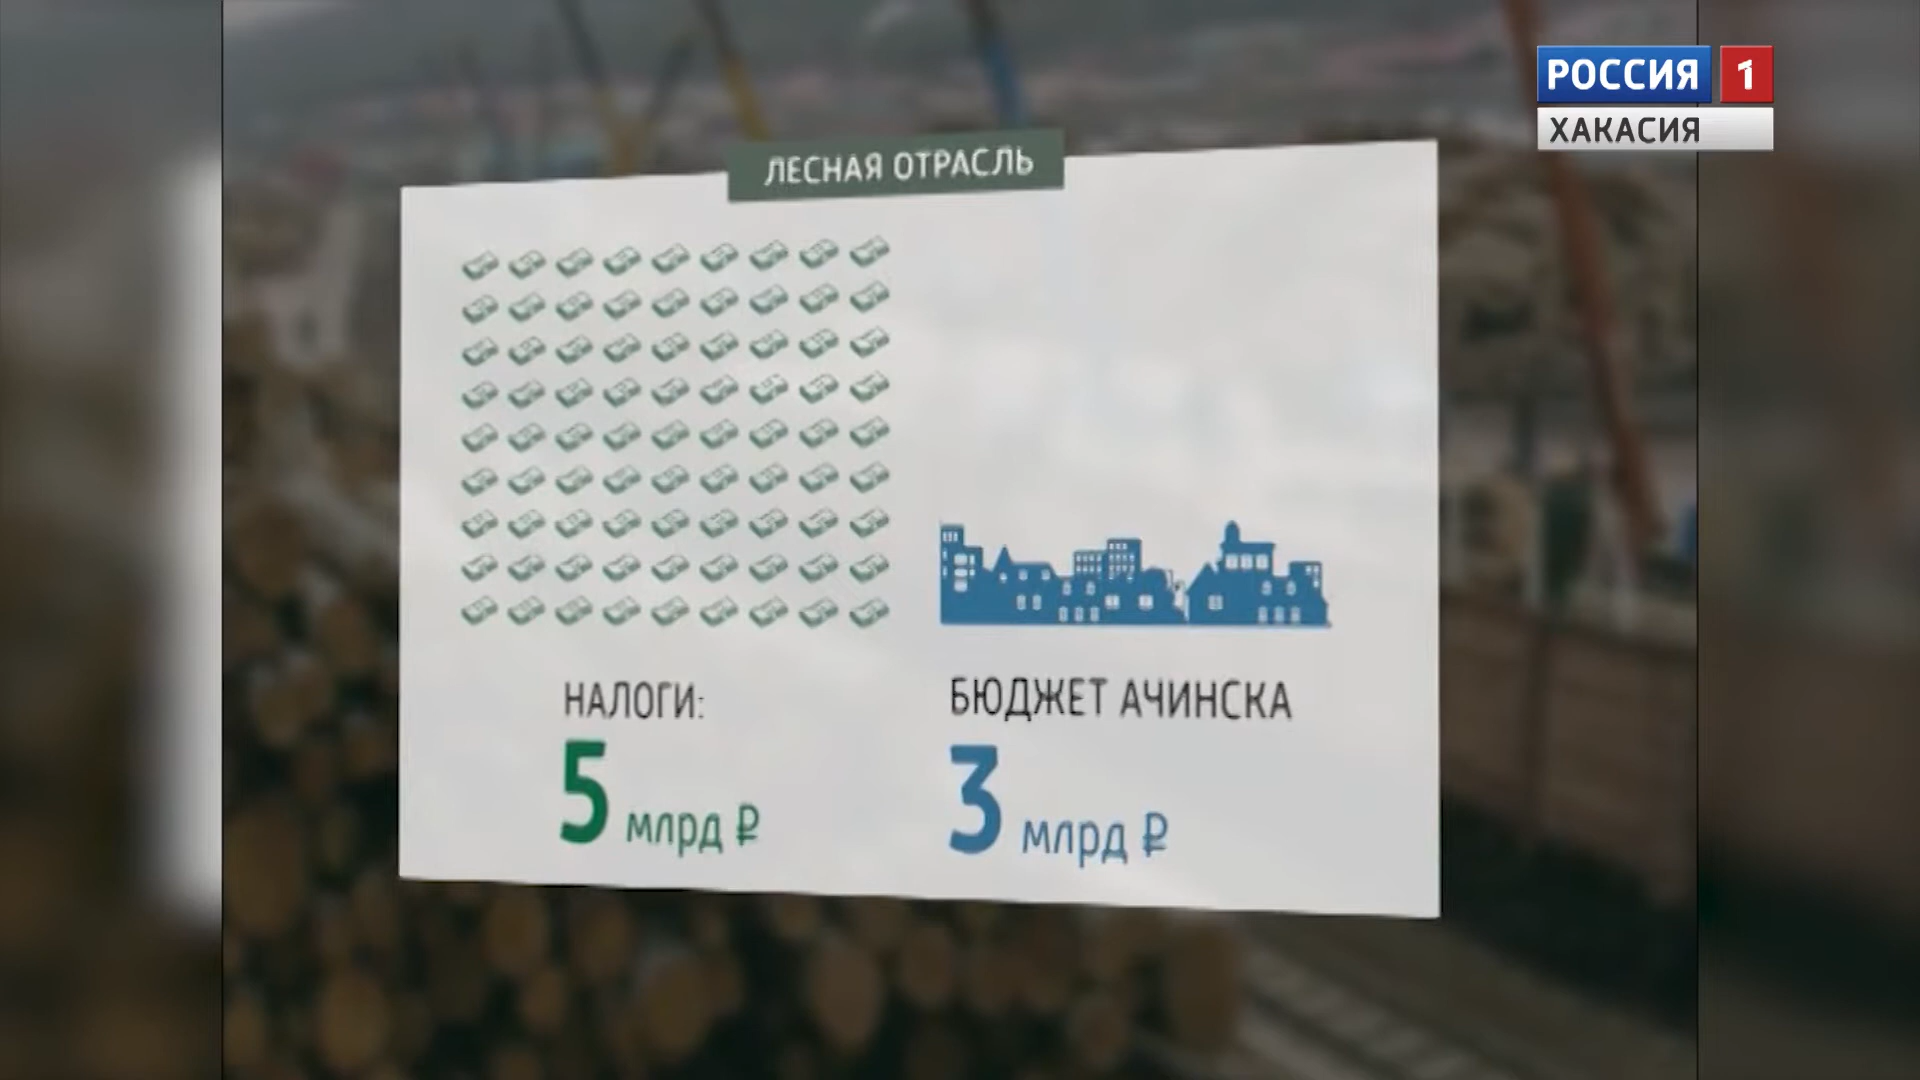 РОССИЯ 1
ХАКАСИЯ
ЛЕСНАЯ ОТРАСЛЬ
НАЛОГИ:
5 млрд ₽
БЮДЖЕТ АЧИНСКА
3 млрд ₽